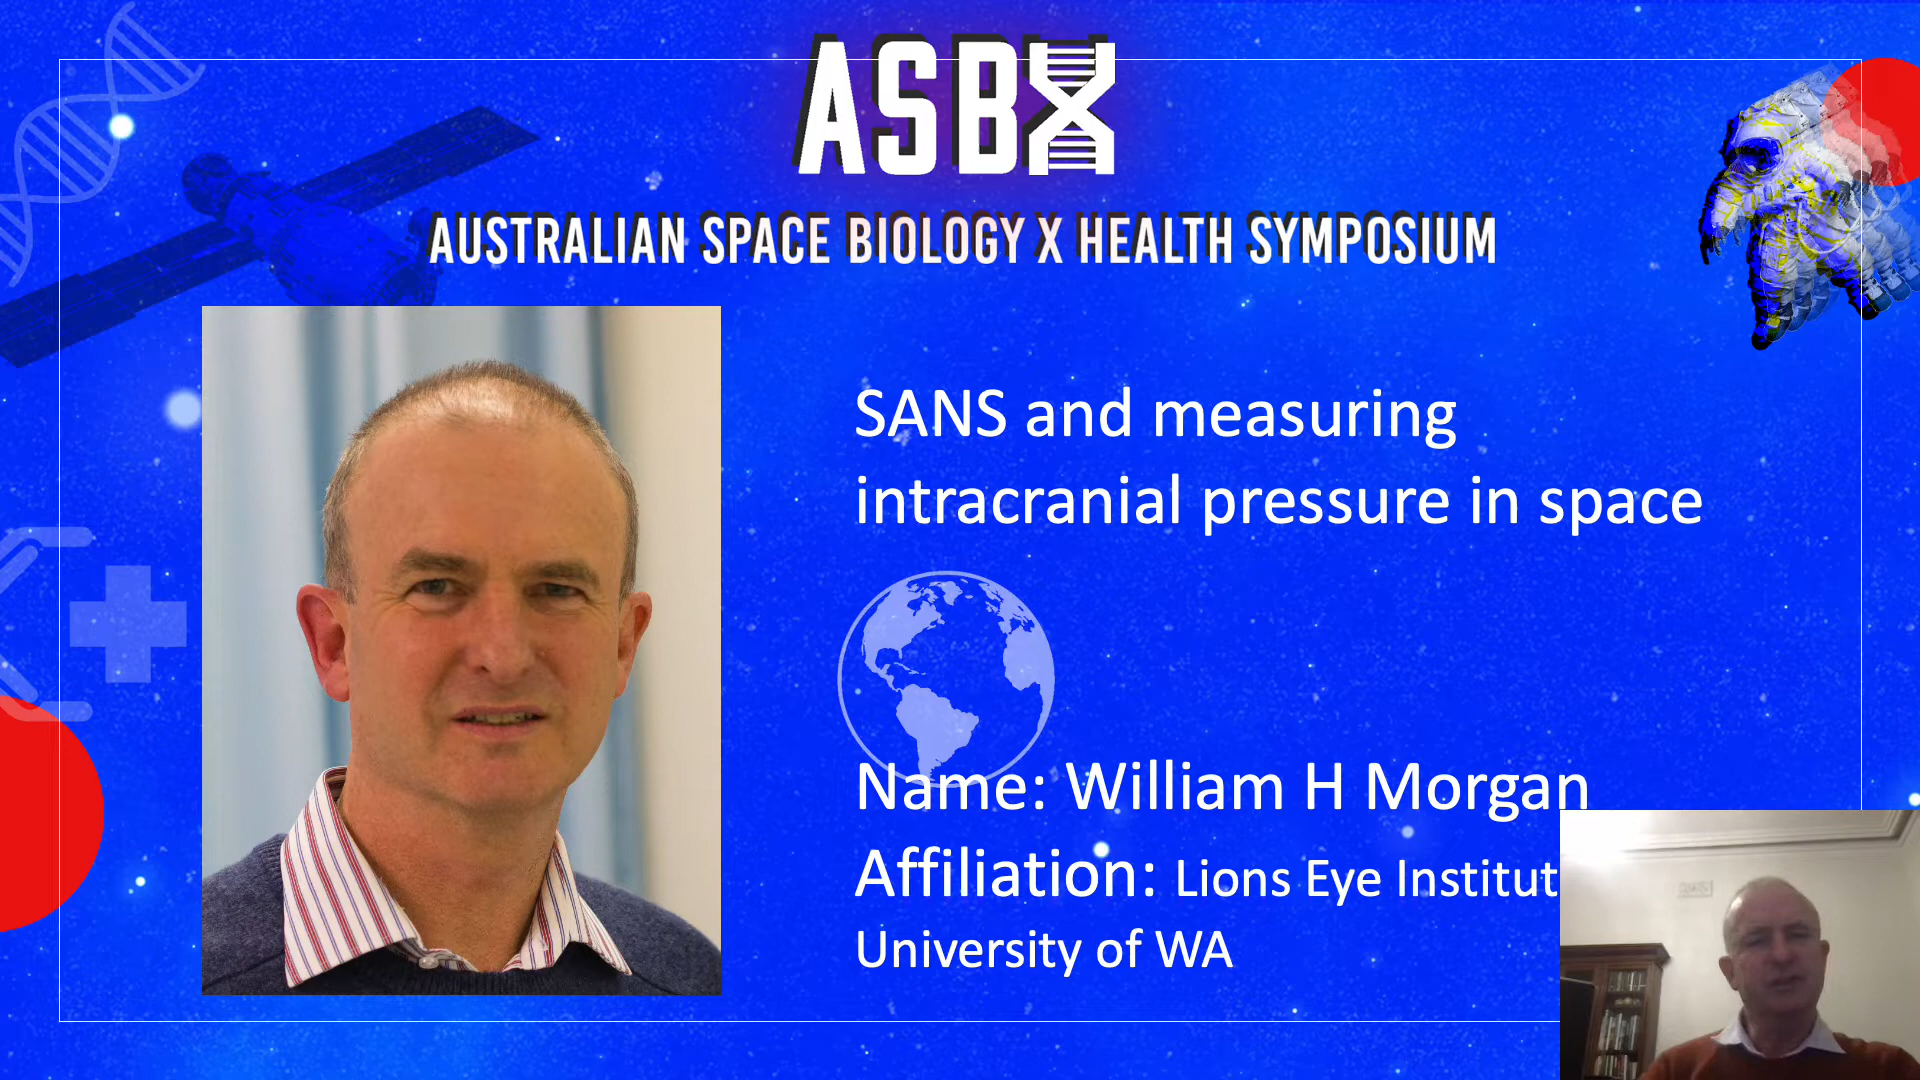 ASBX
AUSTRALIAN SPACE BIOLOGY X HEALTH SYMPOSIUM
SANS and measuring
intracranial pressure in space
Name: William H Morgan
Affiliation: Lions Eye Institut
University of WA